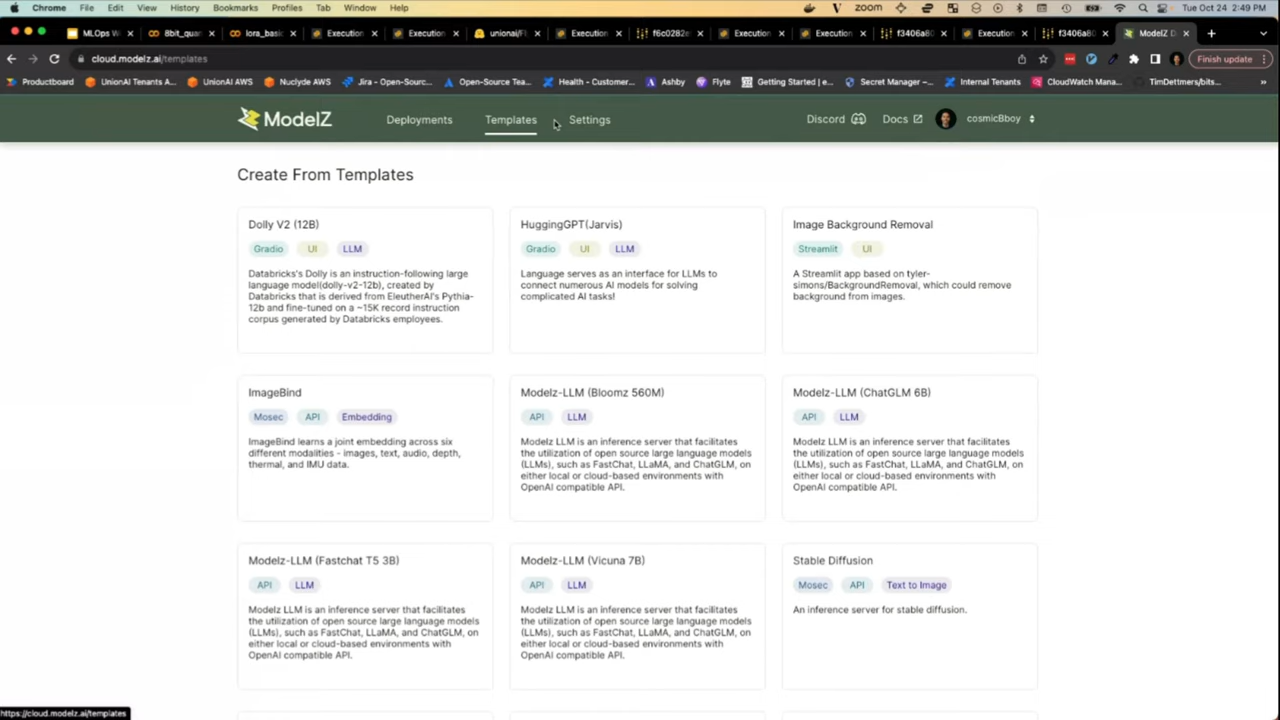 Chrome File Edit View History Bookmarks Profiles Tab Window Help zoom Tue Oct 24 2:49 PM
MLOps W 8bit_quar lora_basic Execution Execution unionai/Fl Execution f6c0282e Execution Execution f3406a80 Execution f3406a80 ModelZ D
cloud.modelz.ai/templates Finish update
Productboard UnionAI Tenants A... UnionAI AWS Nuclyde AWS Jira - Open-Sourc... Open-Source Tea... Health - Customer... Ashby Flyte Getting Started | e... Secret Manager –... Internal Tenants CloudWatch Mana... TimDettmers/bits...
ModelZ Deployments Templates Settings Discord Docs cosmicBboy
Create From Templates
Dolly V2 (12B)
Gradio UI LLM
Databricks's Dolly is an instruction-following large
language model(dolly-v2-12b), created by
Databricks that is derived from EleutherAI's Pythia-
12b and fine-tuned on a ~15K record instruction
corpus generated by Databricks employees.
HuggingGPT(Jarvis)
Gradio UI LLM
Language serves as an interface for LLMs to
connect numerous AI models for solving
complicated AI tasks!
Image Background Removal
Streamlit UI
A Streamlit app based on tyler-
simons/BackgroundRemoval, which could remove
background from images.
ImageBind
Mosec API Embedding
ImageBind learns a joint embedding across six
different modalities - images, text, audio, depth,
thermal, and IMU data.
Modelz-LLM (Bloomz 560M)
API LLM
Modelz LLM is an inference server that facilitates
the utilization of open source large language models
(LLMs), such as FastChat, LLaMA, and ChatGLM, on
either local or cloud-based environments with
OpenAI compatible API.
Modelz-LLM (ChatGLM 6B)
API LLM
Modelz LLM is an inference server that facilitates
the utilization of open source large language models
(LLMs), such as FastChat, LLaMA, and ChatGLM, on
either local or cloud-based environments with
OpenAI compatible API.
Modelz-LLM (Fastchat T5 3B)
API LLM
Modelz LLM is an inference server that facilitates
the utilization of open source large language models
(LLMs), such as FastChat, LLaMA, and ChatGLM, on
either local or cloud-based environments with
OpenAI compatible API.
Modelz-LLM (Vicuna 7B)
API LLM
Modelz LLM is an inference server that facilitates
the utilization of open source large language models
(LLMs), such as FastChat, LLaMA, and ChatGLM, on
either local or cloud-based environments with
OpenAI compatible API.
Stable Diffusion
Mosec API Text to Image
An inference server for stable diffusion.
https://cloud.modelz.ai/templates